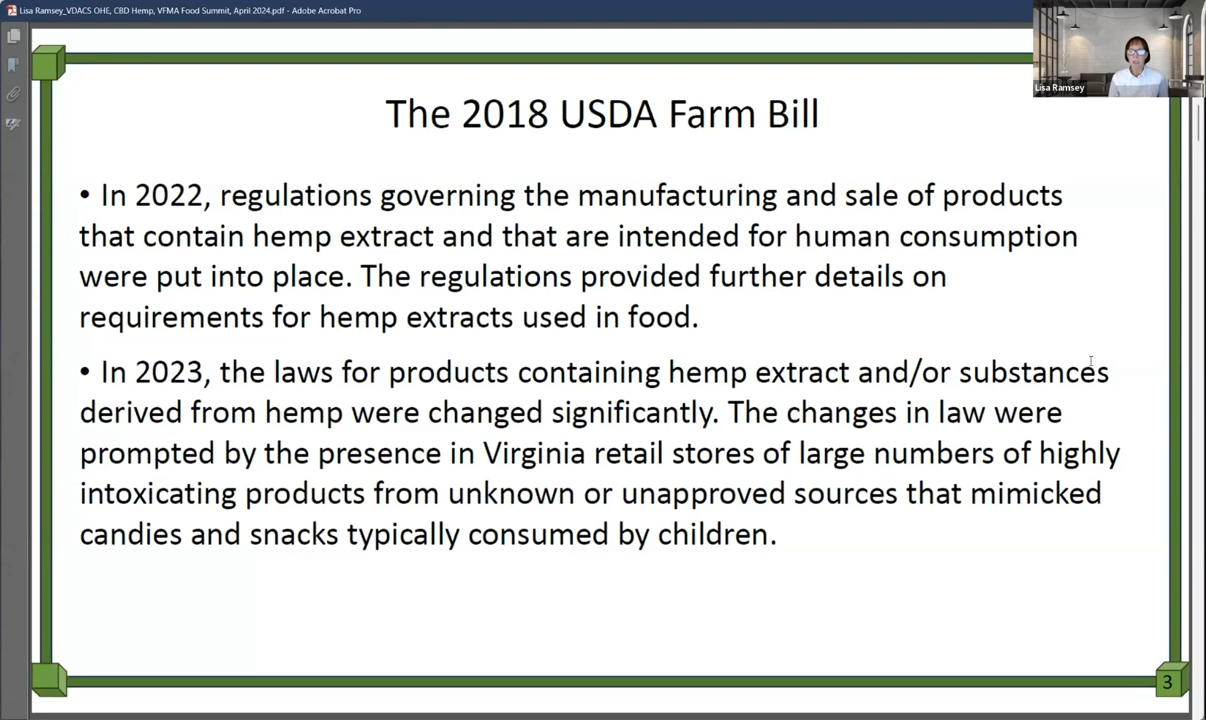 Lisa Ramsey_VDACS OHE, CBD Hemp, VFMA Food Summit, April 2024.pdf - Adobe Acrobat Pro
Lisa Ramsey
The 2018 USDA Farm Bill
• In 2022, regulations governing the manufacturing and sale of products
that contain hemp extract and that are intended for human consumption
were put into place. The regulations provided further details on
requirements for hemp extracts used in food.
• In 2023, the laws for products containing hemp extract and/or substances
derived from hemp were changed significantly. The changes in law were
prompted by the presence in Virginia retail stores of large numbers of highly
intoxicating products from unknown or unapproved sources that mimicked
candies and snacks typically consumed by children.
3